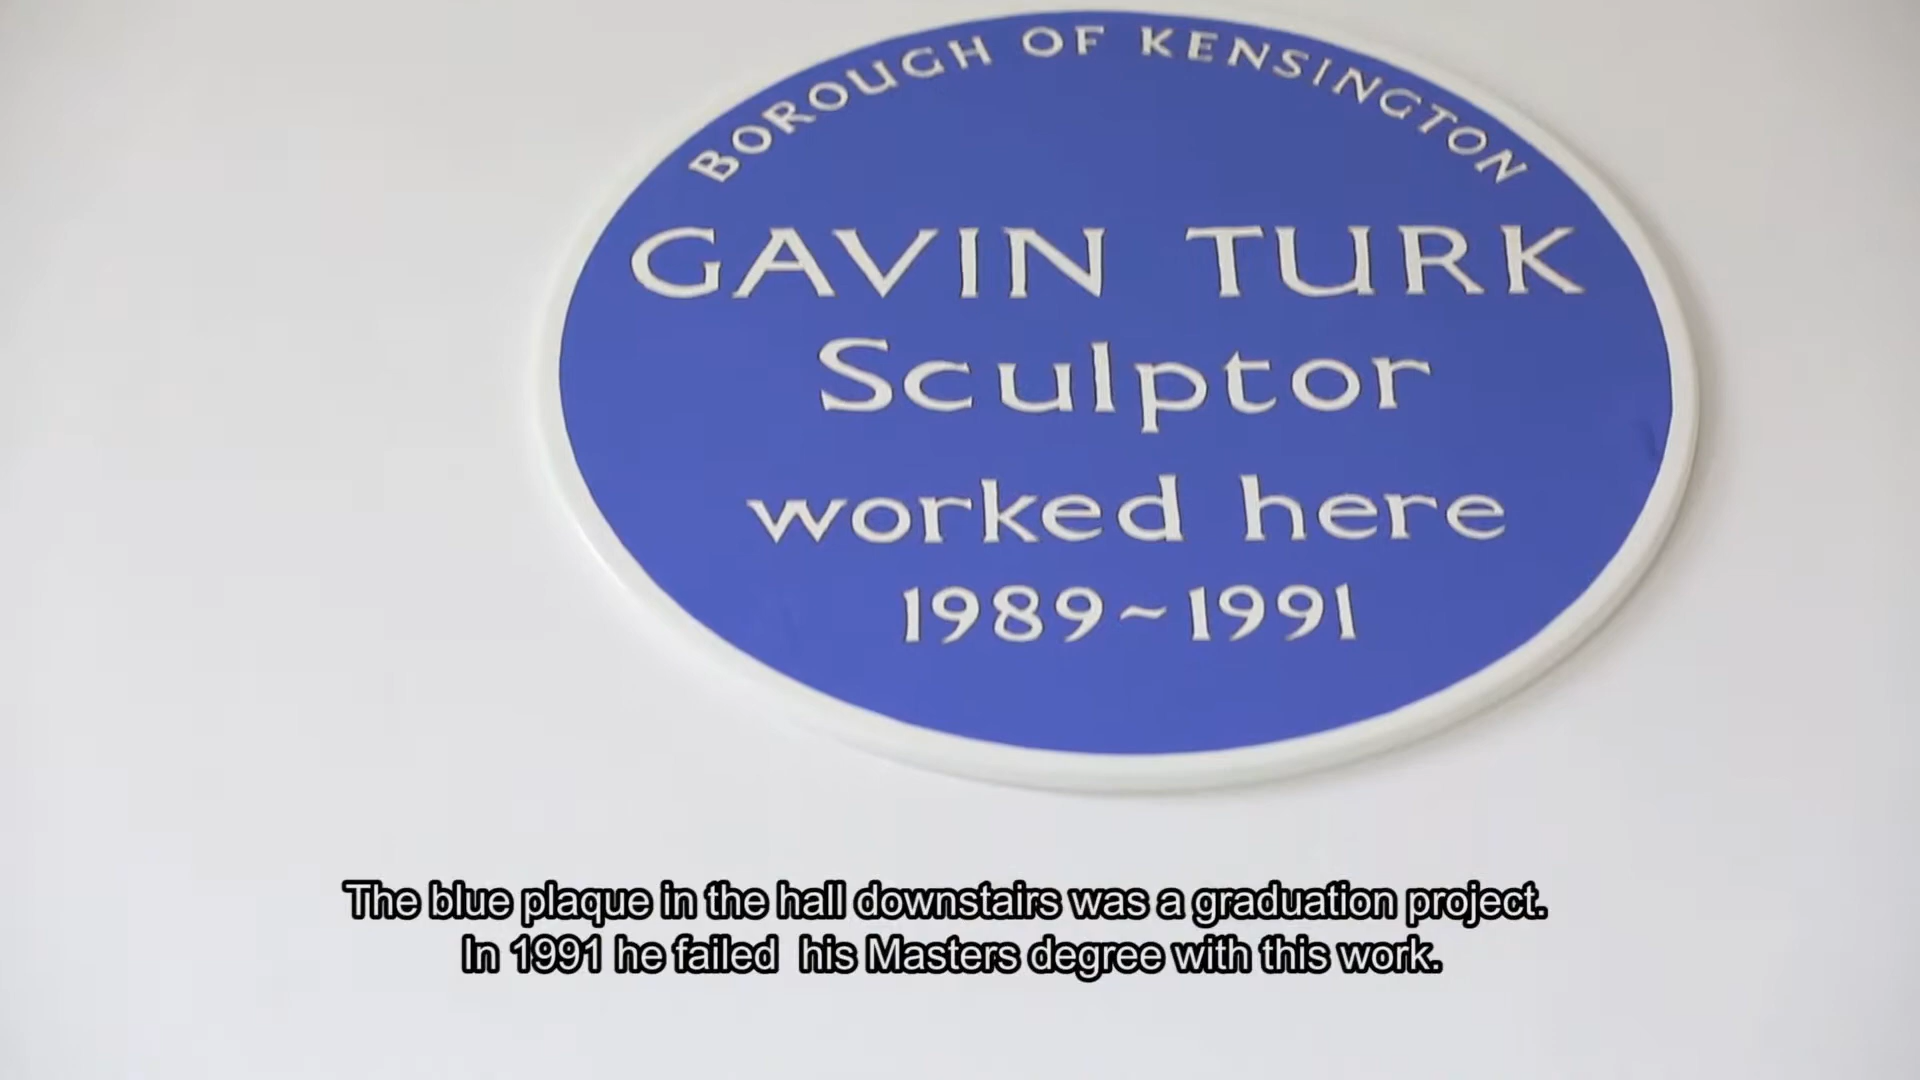 BOROUGH OF KENSINGTON
GAVIN TURK
Sculptor
worked here
1989~1991
The blue plaque in the hall downstairs was a graduation project.
In 1991 he failed  his Masters degree with this work.